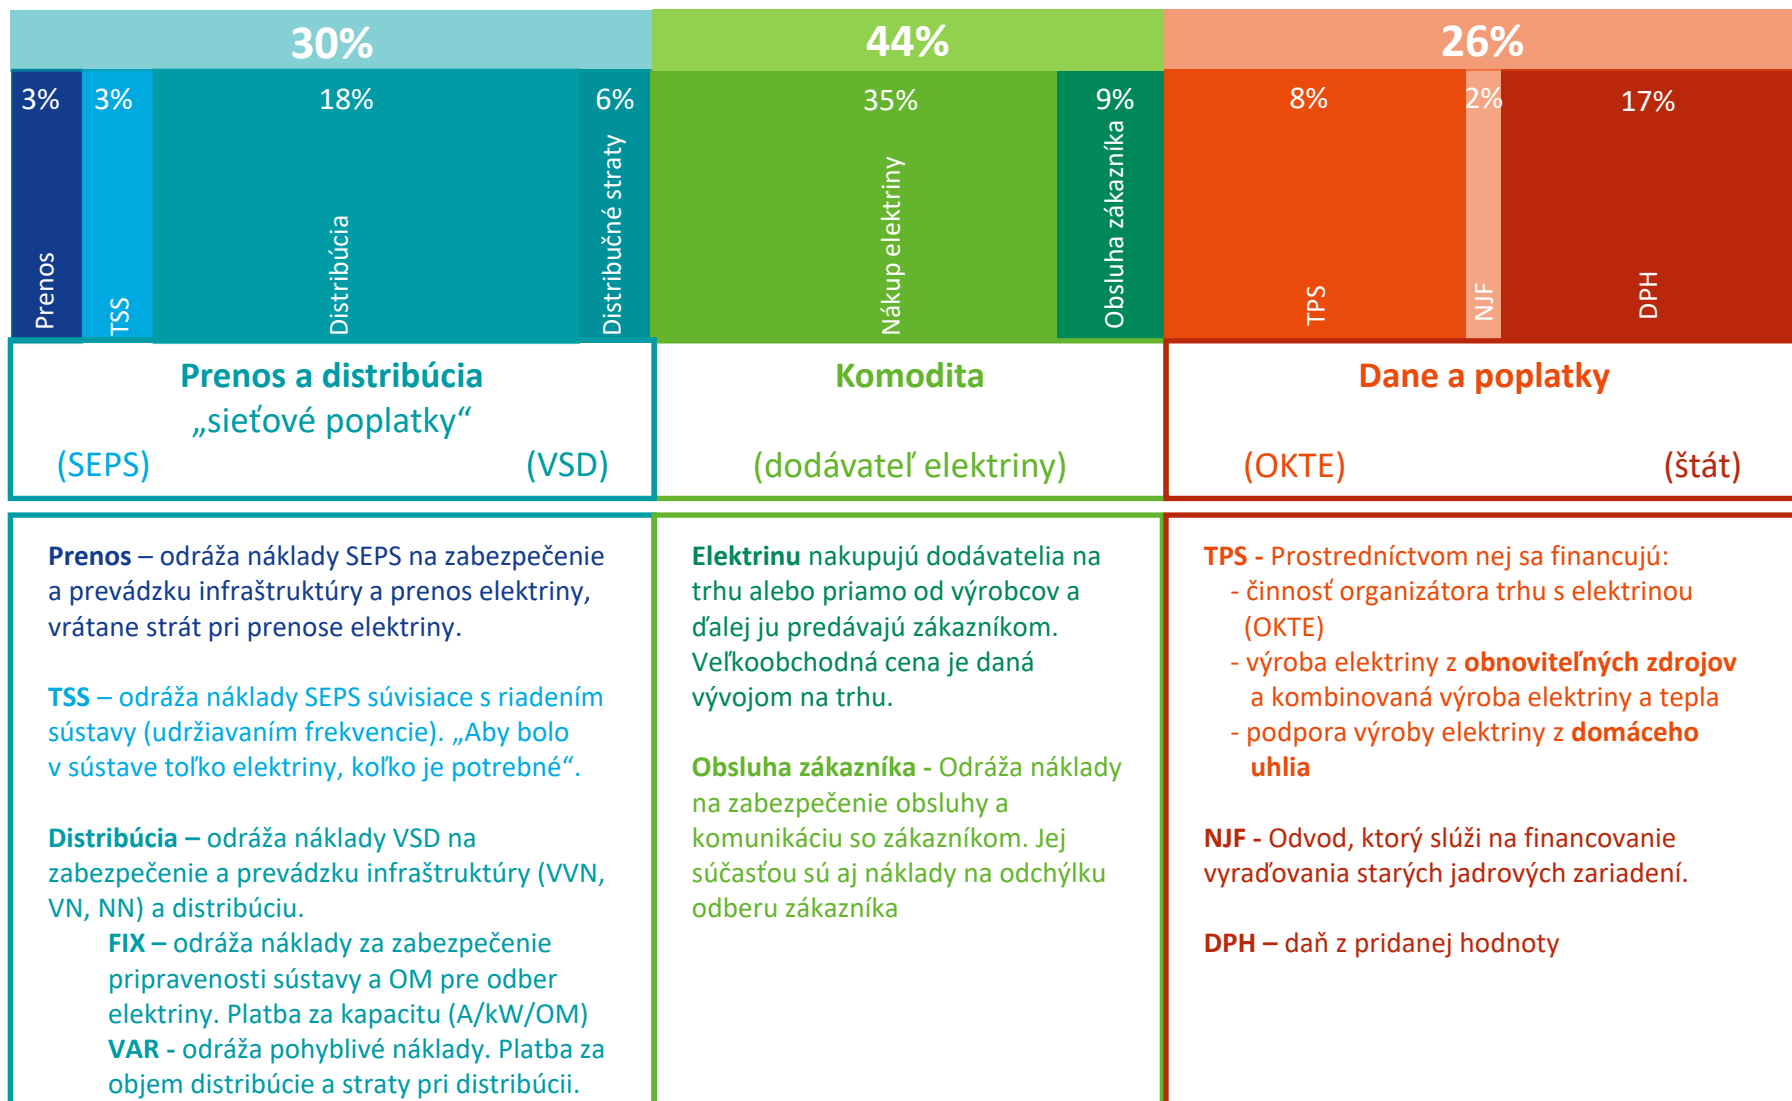 30%
44%
26%
3%
3%
18%
6%
35%
9%
8%
2%
17%
Prenos
TSS
Distribúcia
Distribučné straty
Nákup elektriny
Obsluha zákazníka
TPS
NJF
DPH
Prenos a distribúcia
„sieťové poplatky“
(SEPS)
(VSD)
Komodita
(dodávateľ elektriny)
Dane a poplatky
(OKTE)
(štát)
Prenos – odráža náklady SEPS na zabezpečenie
a prevádzku infraštruktúry a prenos elektriny,
vrátane strát pri prenose elektriny.
TSS – odráža náklady SEPS súvisiace s riadením
sústavy (udržiavaním frekvencie). „Aby bolo
v sústave toľko elektriny, koľko je potrebné“.
Distribúcia – odráža náklady VSD na
zabezpečenie a prevádzku infraštruktúry (VVN,
VN, NN) a distribúciu.
FIX – odráža náklady za zabezpečenie
pripravenosti sústavy a OM pre odber
elektriny. Platba za kapacitu (A/kW/OM)
VAR - odráža pohyblivé náklady. Platba za
objem distribúcie a straty pri distribúcii.
Elektrinu nakupujú dodávatelia na
trhu alebo priamo od výrobcov a
ďalej ju predávajú zákazníkom.
Veľkoobchodná cena je daná
vývojom na trhu.
Obsluha zákazníka - Odráža náklady
na zabezpečenie obsluhy a
komunikáciu so zákazníkom. Jej
súčasťou sú aj náklady na odchýlku
odberu zákazníka
TPS - Prostredníctvom nej sa financujú:
- činnosť organizátora trhu s elektrinou
(OKTE)
- výroba elektriny z obnoviteľných zdrojov
a kombinovaná výroba elektriny a tepla
- podpora výroby elektriny z domáceho
uhlia
NJF - Odvod, ktorý slúži na financovanie
vyraďovania starých jadrových zariadení.
DPH – daň z pridanej hodnoty